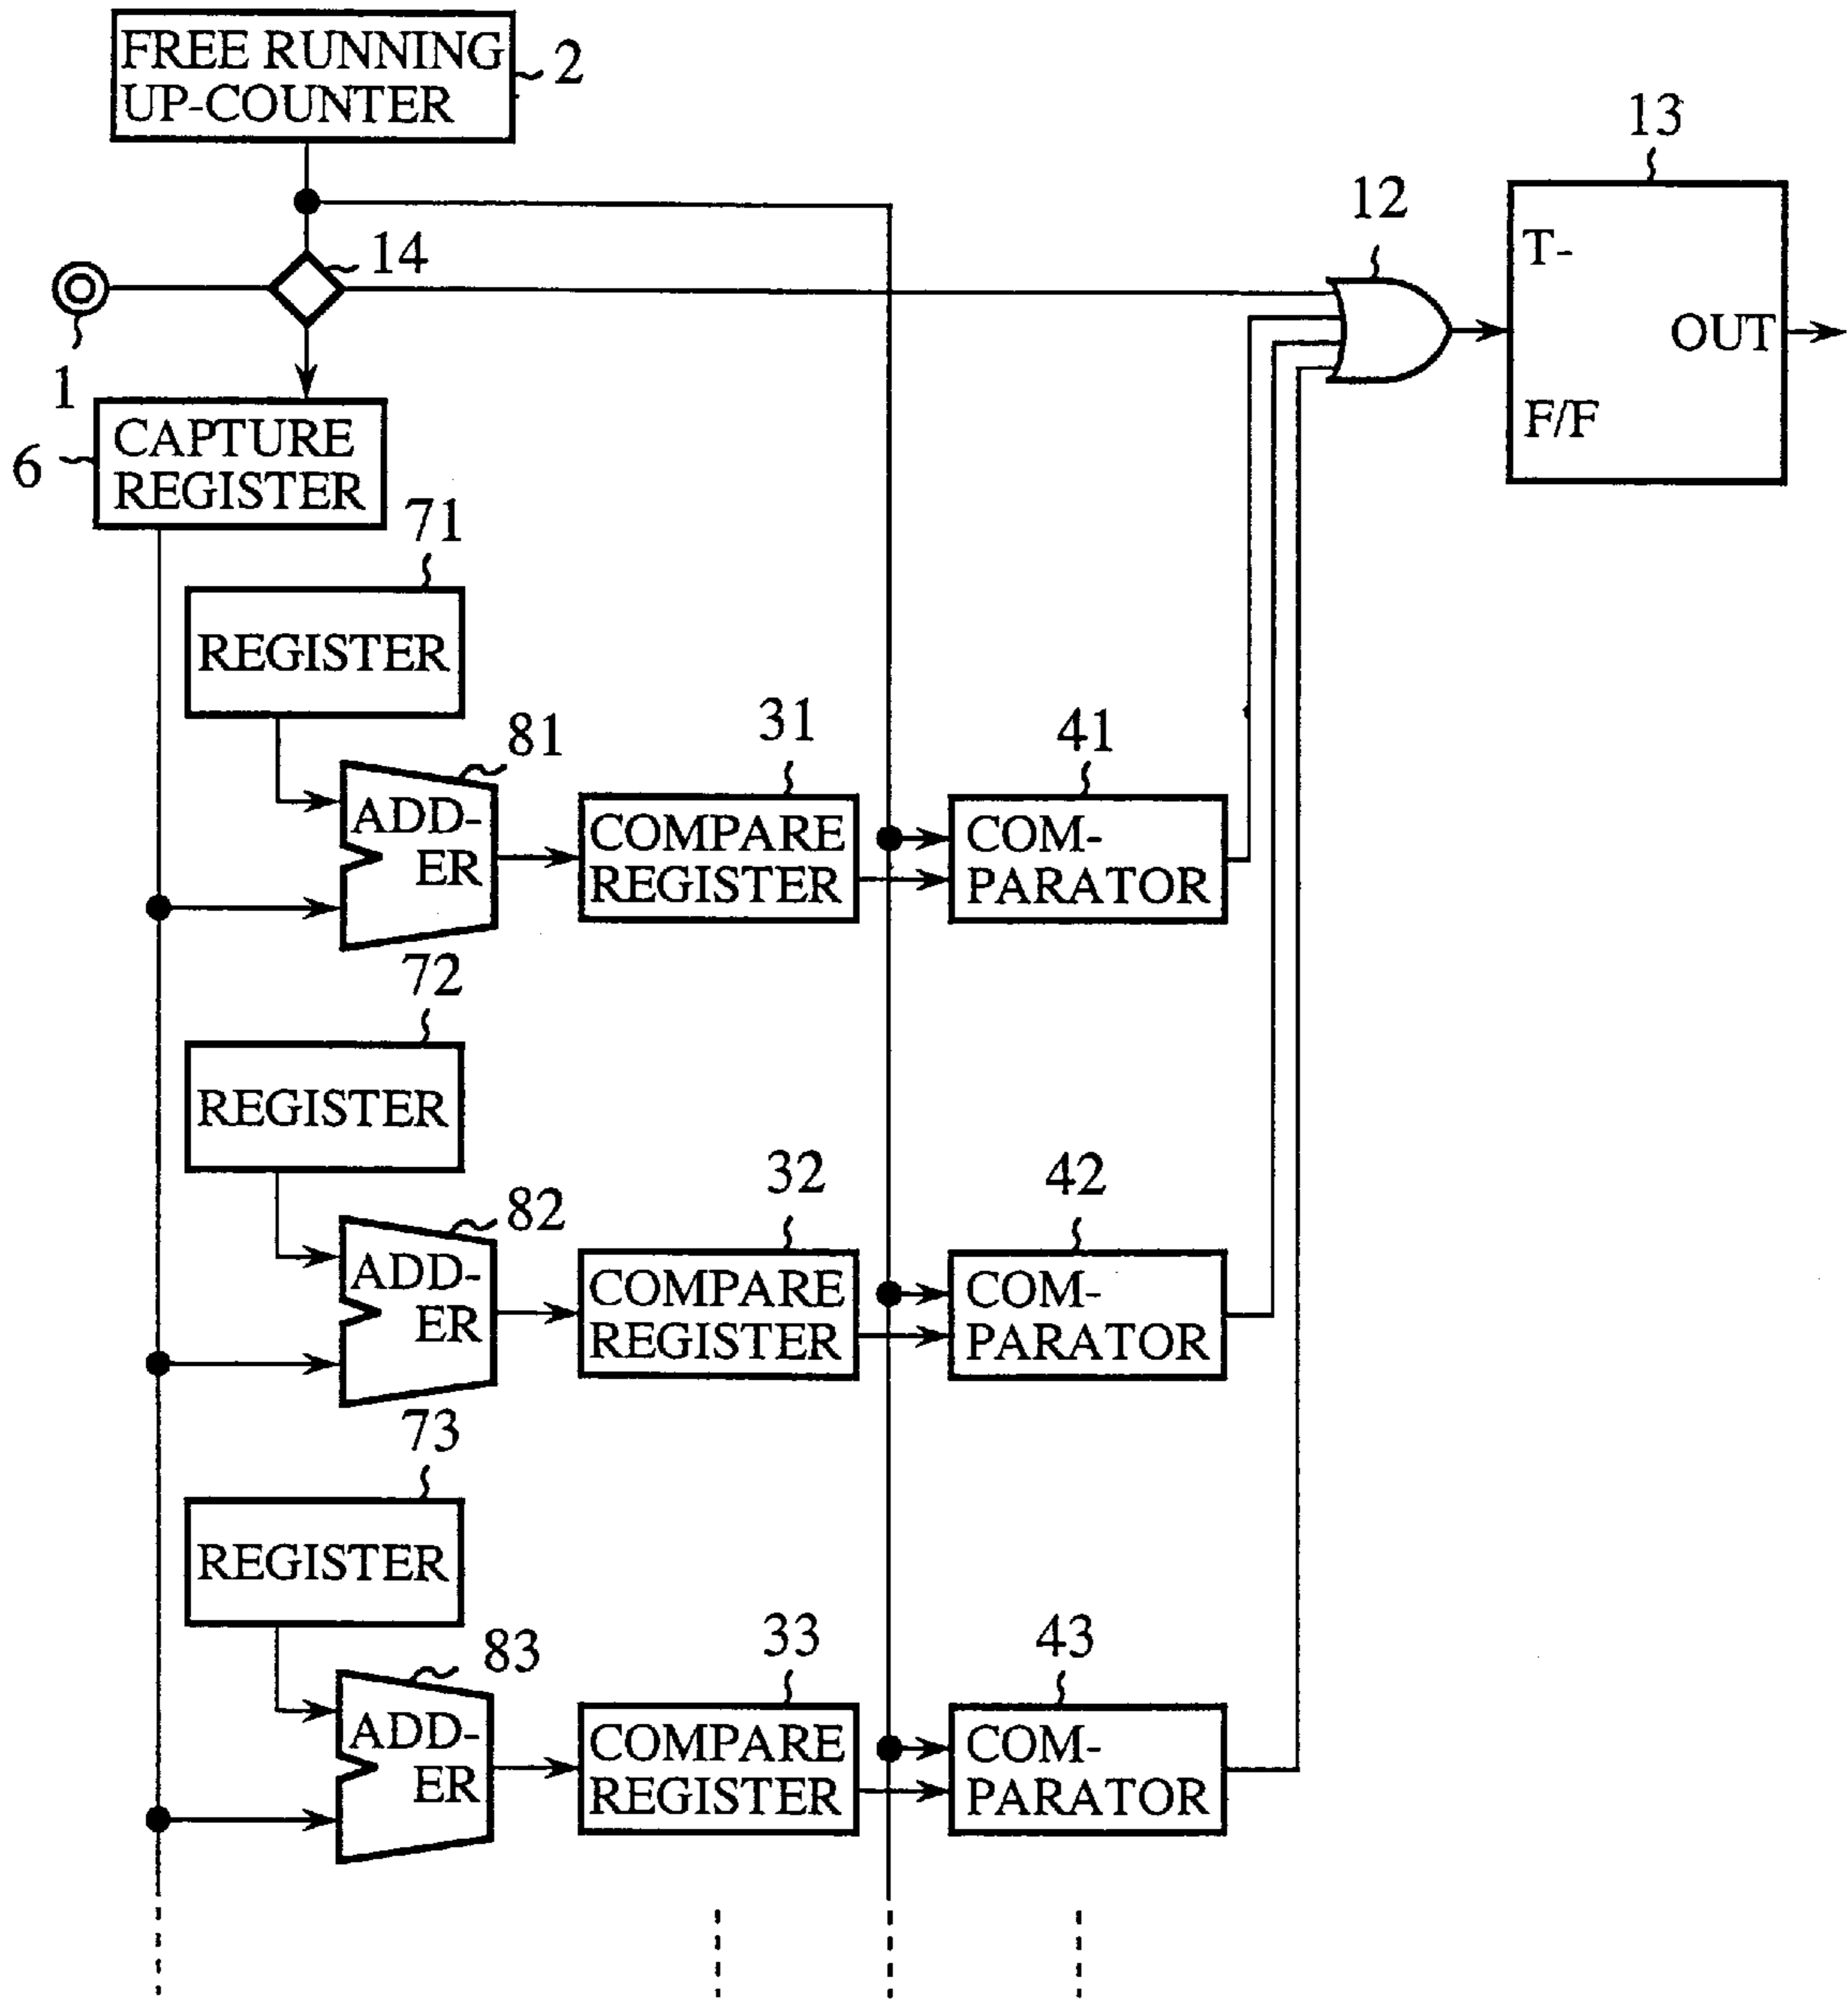 FREE RUNNING
UP-COUNTER
2
13
12
14
T-
OUT
F/F
1
6
CAPTURE
REGISTER
71
REGISTER
81
31
41
ADD-
ER
COMPARE
REGISTER
COM-
PARATOR
72
REGISTER
82
32
42
ADD-
ER
COMPARE
REGISTER
COM-
PARATOR
73
REGISTER
83
33
43
ADD-
ER
COMPARE
REGISTER
COM-
PARATOR